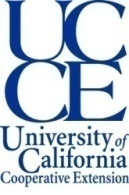 UC
CE
University of
California
Cooperative Extension